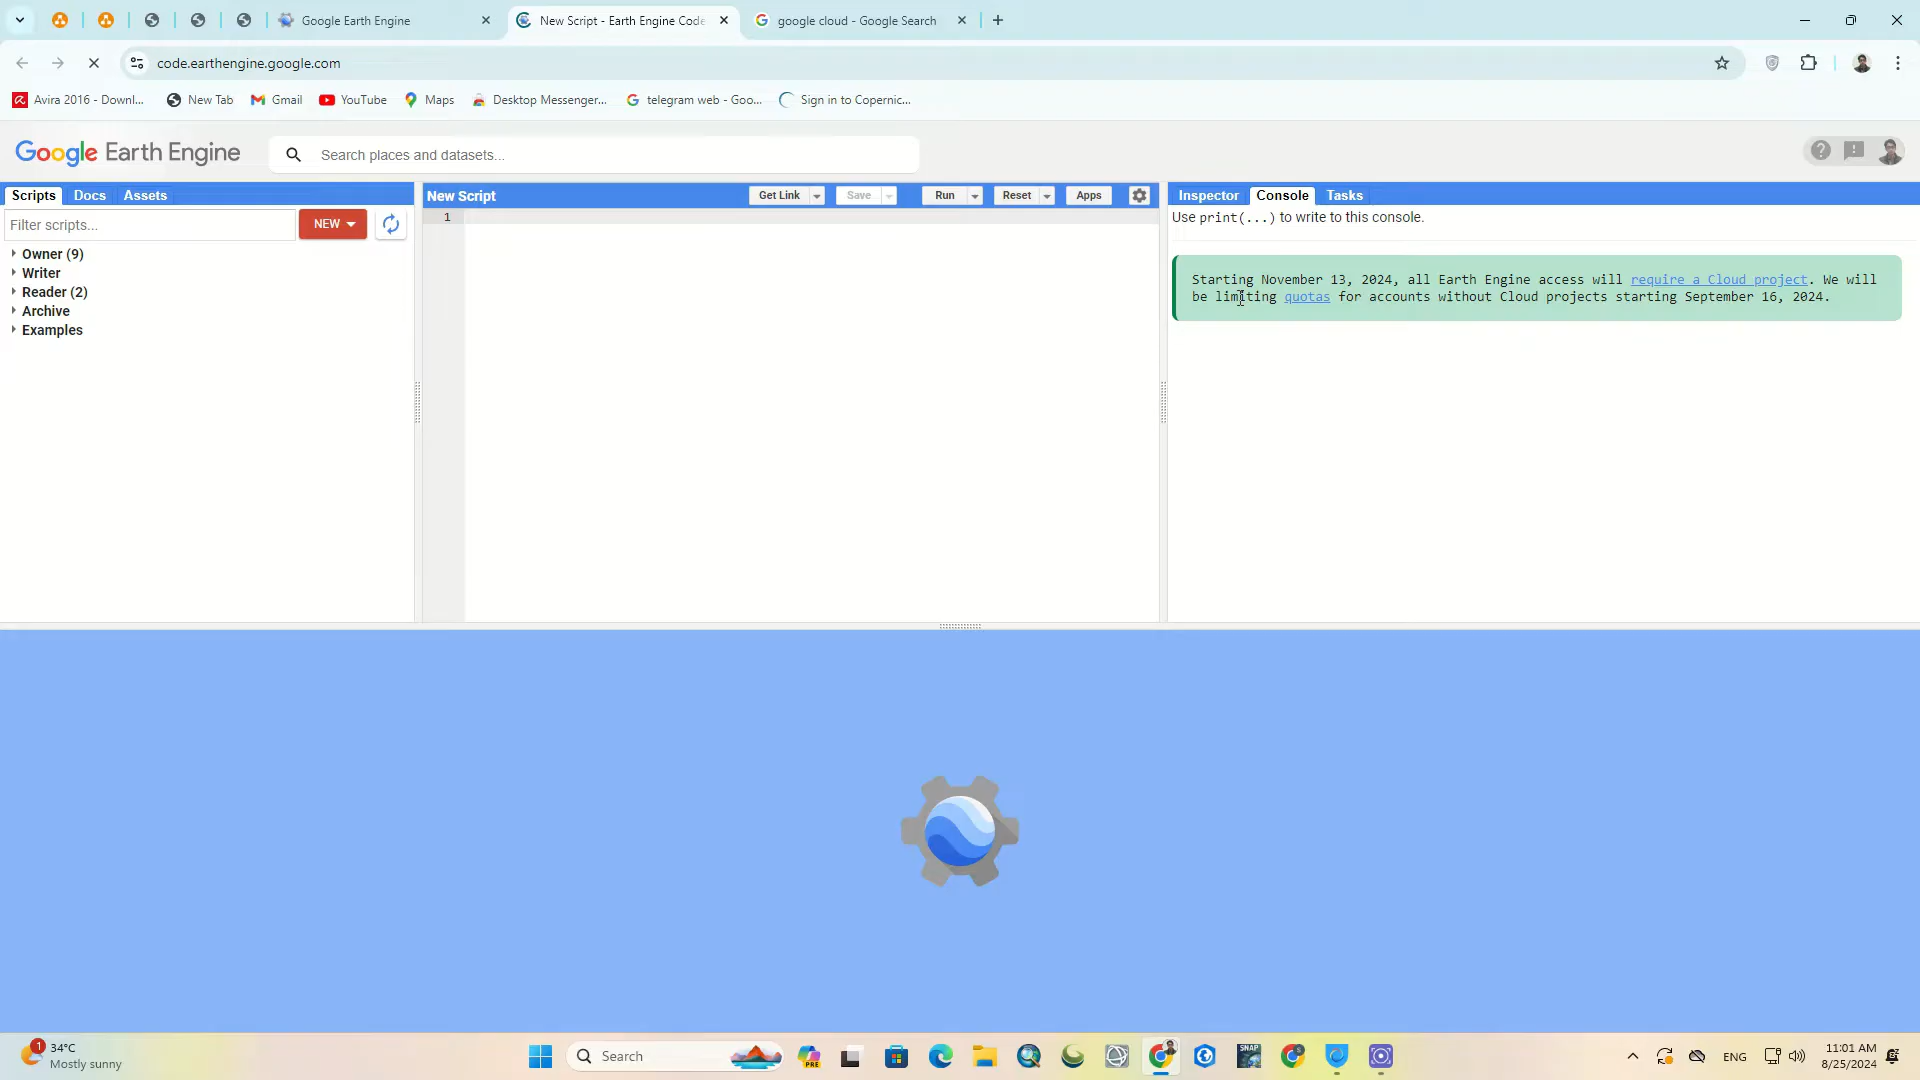 Google Earth Engine
New Script - Earth Engine Code
google cloud - Google Search
code.earthengine.google.com
Avira 2016 - Downl...
New Tab
Gmail
YouTube
Maps
Desktop Messenger...
telegram web - Goo...
Sign in to Copernic...
Google Earth Engine
Search places and datasets...
Scripts Docs Assets
New Script
Get Link Save Run Reset Apps
Inspector Console Tasks
Filter scripts...
NEW
Owner (9)
Writer
Reader (2)
Archive
Examples
1
Use print(...) to write to this console.
Starting November 13, 2024, all Earth Engine access will require a Cloud project. We will
be limiting quotas for accounts without Cloud projects starting September 16, 2024.
1
34°C
Mostly sunny
Search
PRE
SNAP
ENG
11:01 AM
8/25/2024